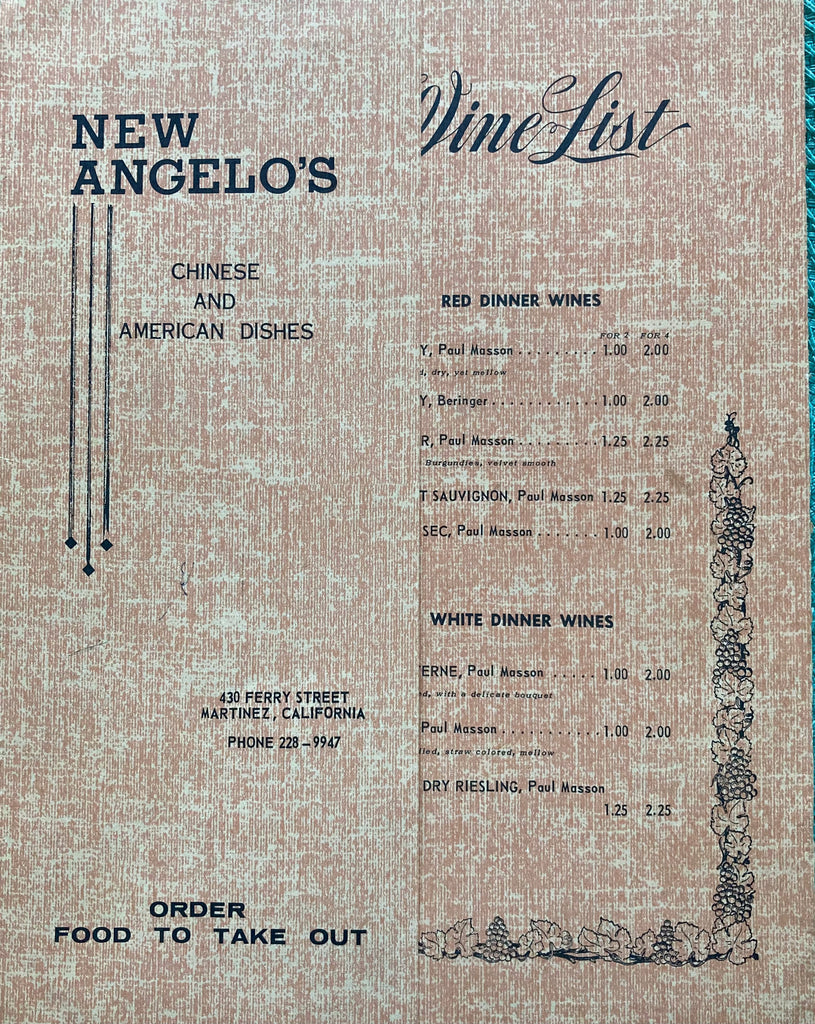 NEW
ANGELO'S
CHINESE
AND
AMERICAN DISHES
430 FERRY STREET
MARTINEZ, CALIFORNIA
PHONE 228-9947
ORDER
FOOD TO TAKE OUT
Wine List
RED DINNER WINES
FOR 2 FOR 4
Y, Paul Masson . . . . . . . . . 1.00 2.00
d, dry, yet mellow
Y, Beringer . . . . . . . . . . . . 1.00 2.00
R, Paul Masson . . . . . . . . . 1.25 2.25
Burgundies, velvet smooth
T SAUVIGNON, Paul Masson 1.25 2.25
SEC, Paul Masson . . . . . . . 1.00 2.00
WHITE DINNER WINES
ERNE, Paul Masson . . . . . 1.00 2.00
ed, with a delicate bouquet
Paul Masson . . . . . . . . . . . 1.00 2.00
lled, straw colored, mellow
DRY RIESLING, Paul Masson
1.25 2.25